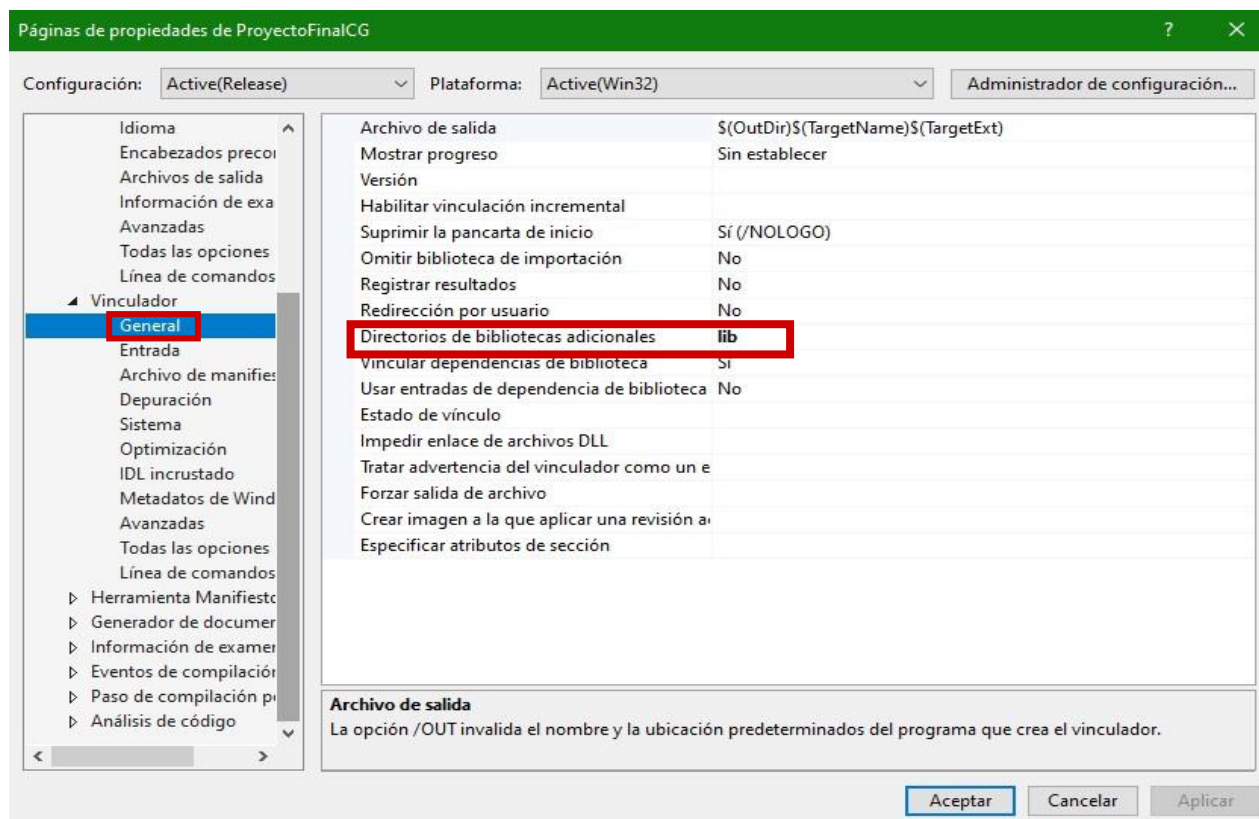 Páginas de propiedades de ProyectoFinalCG ? ×
Configuración: Active(Release) Plataforma: Active(Win32) Administrador de configuración...
Idioma
Encabezados precor
Archivos de salida
Información de exa
Avanzadas
Todas las opciones
Línea de comandos
Vinculador
General
Entrada
Archivo de manifies
Depuración
Sistema
Optimización
IDL incrustado
Metadatos de Wind
Avanzadas
Todas las opciones
Línea de comandos
Herramienta Manifiesto
Generador de documer
Información de examen
Eventos de compilación
Paso de compilación p
Análisis de código
Archivo de salida $(OutDir)$(TargetName)$(TargetExt)
Mostrar progreso Sin establecer
Versión
Habilitar vinculación incremental
Suprimir la pancarta de inicio Sí (/NOLOGO)
Omitir biblioteca de importación No
Registrar resultados No
Redirección por usuario No
Directorios de bibliotecas adicionales lib
Vincular dependencias de biblioteca Sí
Usar entradas de dependencia de biblioteca No
Estado de vínculo
Impedir enlace de archivos DLL
Tratar advertencia del vinculador como un e
Forzar salida de archivo
Crear imagen a la que aplicar una revisión a
Especificar atributos de sección
Archivo de salida
La opción /OUT invalida el nombre y la ubicación predeterminados del programa que crea el vinculador.
Aceptar Cancelar Aplicar